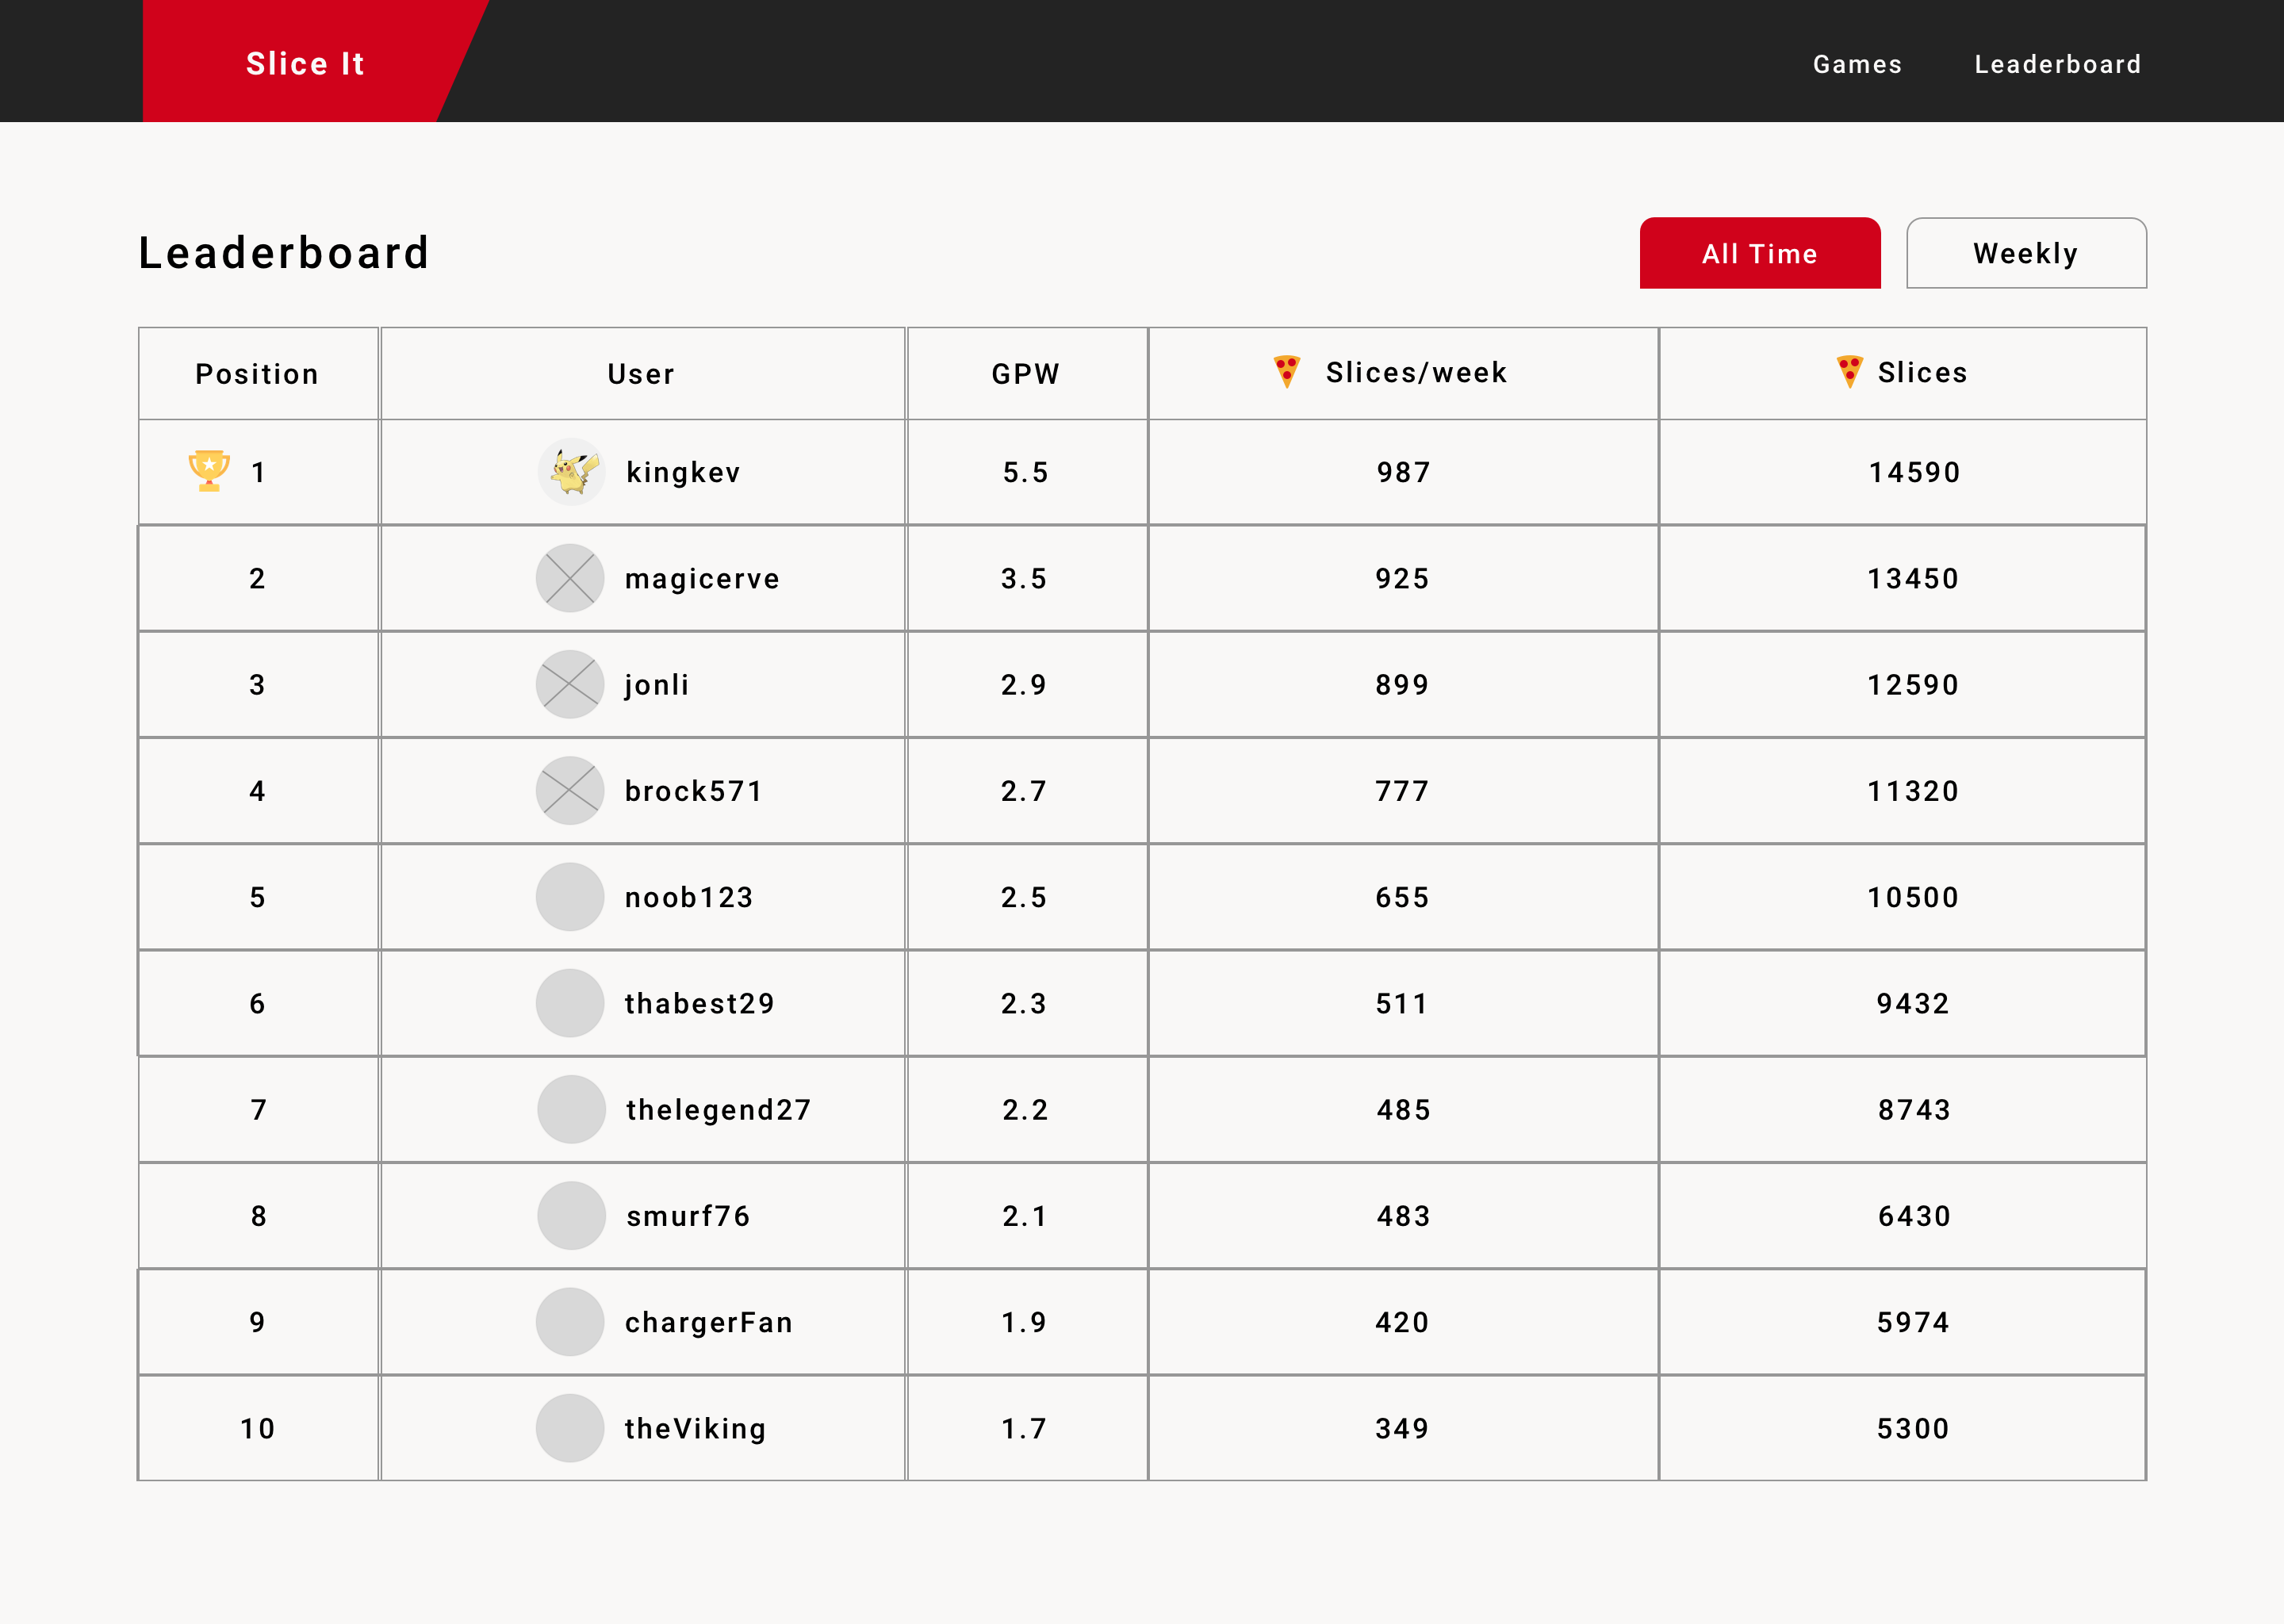 Slice It Games Leaderboard
Leaderboard All Time Weekly
Position User GPW Slices/week Slices
1 kingkev 5.5 987 14590
2 magicerve 3.5 925 13450
3 jonli 2.9 899 12590
4 brock571 2.7 777 11320
5 noob123 2.5 655 10500
6 thabest29 2.3 511 9432
7 thelegend27 2.2 485 8743
8 smurf76 2.1 483 6430
9 chargerFan 1.9 420 5974
10 theViking 1.7 349 5300